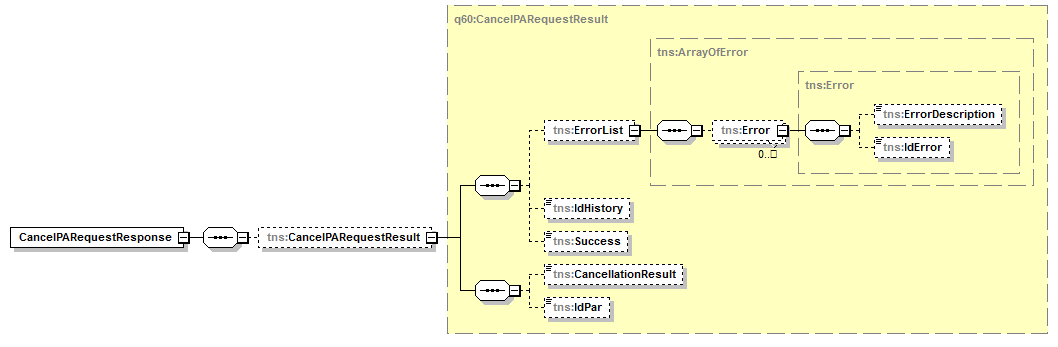 q60:CancelPARequestResult
tns:ArrayOfError
tns:Error
tns:ErrorDescription
tns:ErrorList
tns:Error
0..
tns:IdError
tns:IdHistory
CancelPARequestResponse
tns:CancelPARequestResult
tns:Success
tns:CancellationResult
tns:IdPar